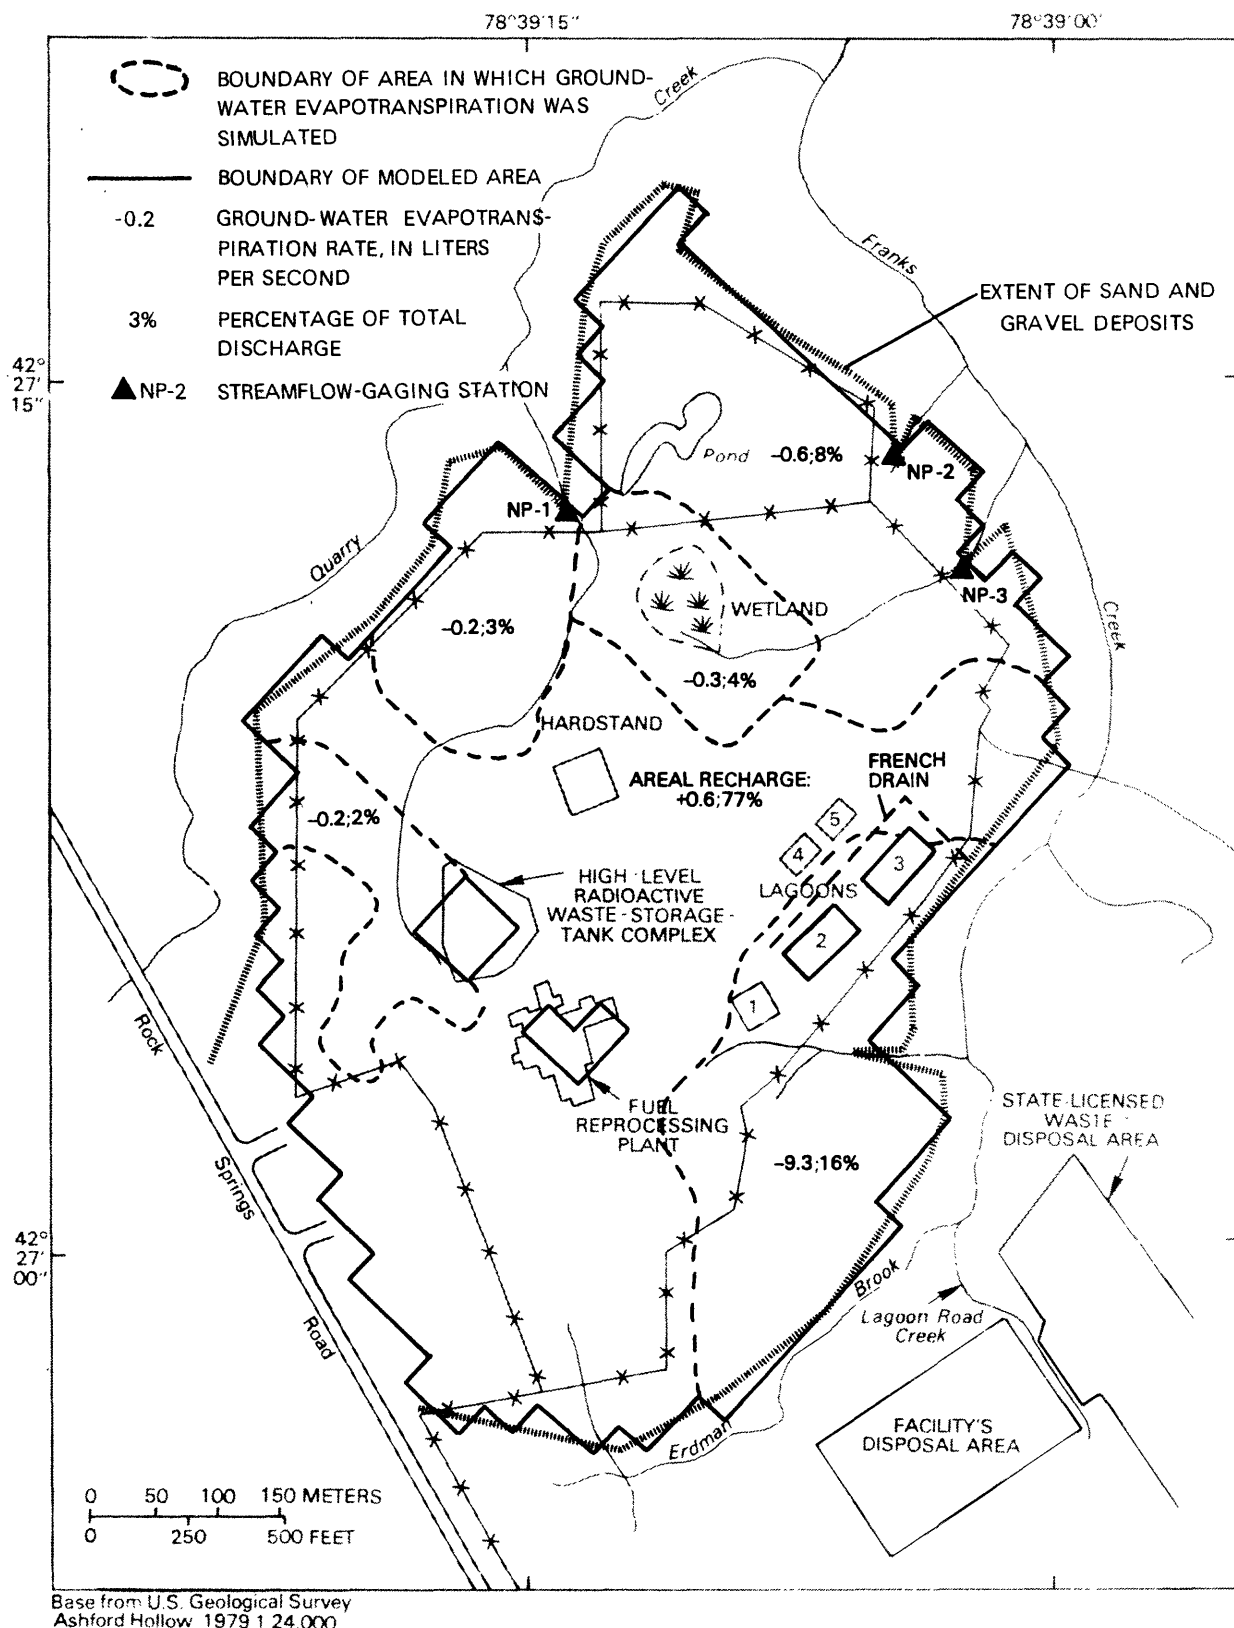 78°39'15" 78°39'00'
BOUNDARY OF AREA IN WHICH GROUND-
WATER EVAPOTRANSPIRATION WAS
SIMULATED
BOUNDARY OF MODELED AREA
-0.2 GROUND-WATER EVAPOTRANS-
PIRATION RATE, IN LITERS
PER SECOND
3% PERCENTAGE OF TOTAL
DISCHARGE
NP-2 STREAMFLOW-GAGING STATION
Creek
Franks
EXTENT OF SAND AND
GRAVEL DEPOSITS
42°
27'
15"
Pond
-0.6;8%
NP-2
NP-1
Quarry
NP-3
WETLAND
Creek
-0.2;3%
-0.3;4%
HARDSTAND
AREAL RECHARGE:
+0.6;77%
FRENCH
DRAIN
-0.2;2%
5
4
3
LAGOONS
2
1
HIGH-LEVEL
RADIOACTIVE
WASTE-STORAGE-
TANK COMPLEX
Rock
Springs
Road
FUEL
REPROCESSING
PLANT
STATE-LICENSED
WASTE
DISPOSAL AREA
-9.3;16%
42°
27'
00"
Brook
Lagoon Road
Creek
Erdman
FACILITY'S
DISPOSAL AREA
0 50 100 150 METERS
0 250 500 FEET
Base from U.S. Geological Survey
Ashford Hollow 1979 1:24,000